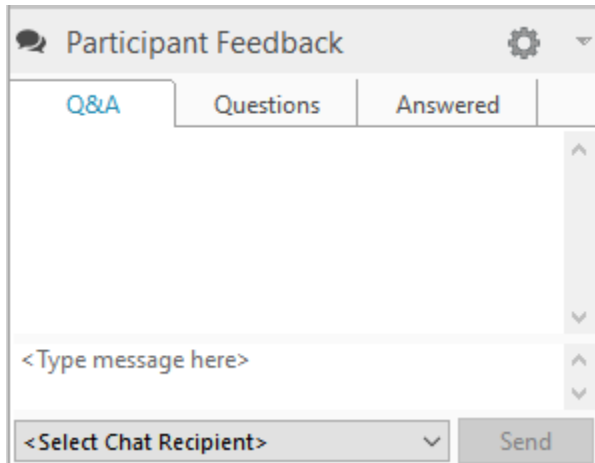 Participant Feedback
Q&A Questions Answered
<Type message here>
<Select Chat Recipient> Send